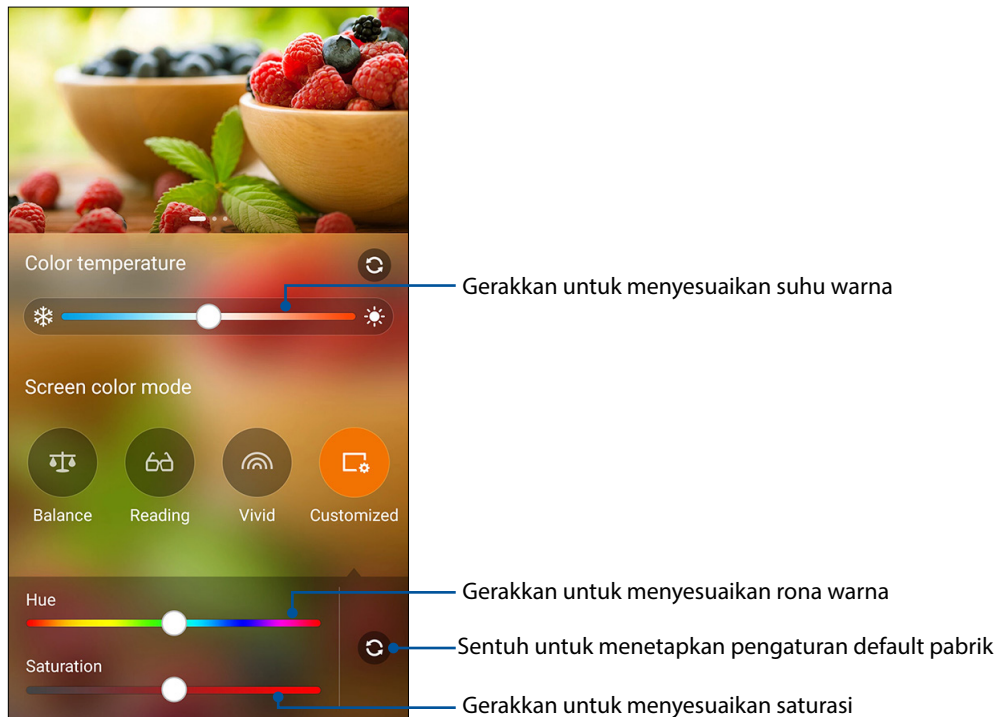 Color temperature
Gerakkan untuk menyesuaikan suhu warna
Screen color mode
Balance Reading Vivid Customized
Hue
Gerakkan untuk menyesuaikan rona warna
Sentuh untuk menetapkan pengaturan default pabrik
Saturation
Gerakkan untuk menyesuaikan saturasi